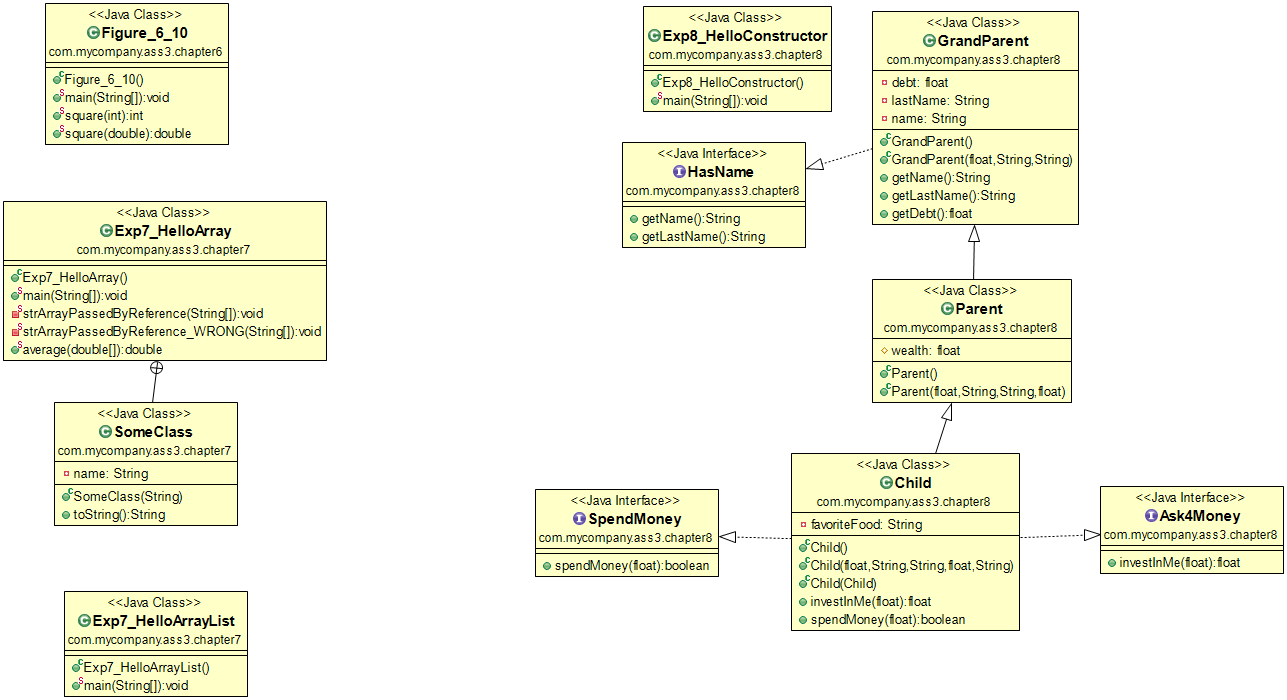 <<Java Class>>
Figure_6_10
com.mycompany.ass3.chapter6
Figure_6_10()
main(String[]):void
square(int):int
square(double):double
<<Java Class>>
Exp7_HelloArray
com.mycompany.ass3.chapter7
Exp7_HelloArray()
main(String[]):void
strArrayPassedByReference(String[]):void
strArrayPassedByReference_WRONG(String[]):void
average(double[]):double
<<Java Class>>
SomeClass
com.mycompany.ass3.chapter7
name: String
SomeClass(String)
toString():String
<<Java Class>>
Exp7_HelloArrayList
com.mycompany.ass3.chapter7
Exp7_HelloArrayList()
main(String[]):void
<<Java Class>>
Exp8_HelloConstructor
com.mycompany.ass3.chapter8
Exp8_HelloConstructor()
main(String[]):void
<<Java Class>>
GrandParent
com.mycompany.ass3.chapter8
debt: float
lastName: String
name: String
GrandParent()
GrandParent(float,String,String)
getName():String
getLastName():String
getDebt():float
<<Java Interface>>
HasName
com.mycompany.ass3.chapter8
getName():String
getLastName():String
<<Java Class>>
Parent
com.mycompany.ass3.chapter8
wealth: float
Parent()
Parent(float,String,String,float)
<<Java Class>>
Child
com.mycompany.ass3.chapter8
favoriteFood: String
Child()
Child(float,String,String,float,String)
Child(Child)
investInMe(float):float
spendMoney(float):boolean
<<Java Interface>>
SpendMoney
com.mycompany.ass3.chapter8
spendMoney(float):boolean
<<Java Interface>>
Ask4Money
com.mycompany.ass3.chapter8
investInMe(float):float